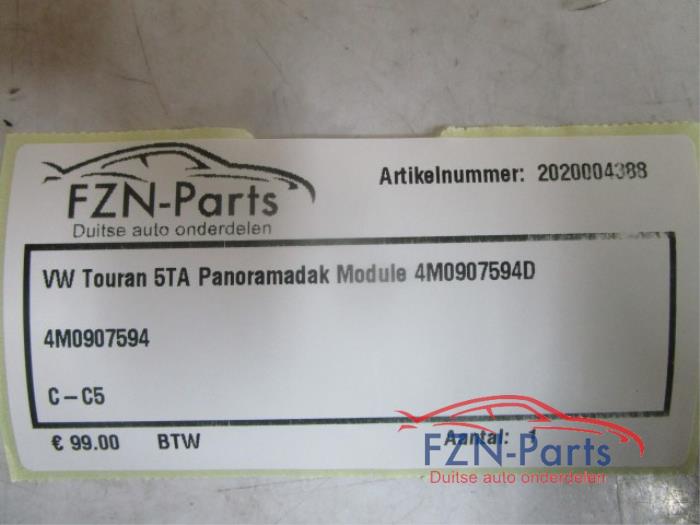 FZN-Parts
Duitse auto onderdelen
Artikelnummer: 2020004388
VW Touran 5TA Panoramadak Module 4M0907594D
4M0907594
C-C5
€ 99.00 BTW Aantal: 1
FZN-Parts
Duitse auto onderdelen